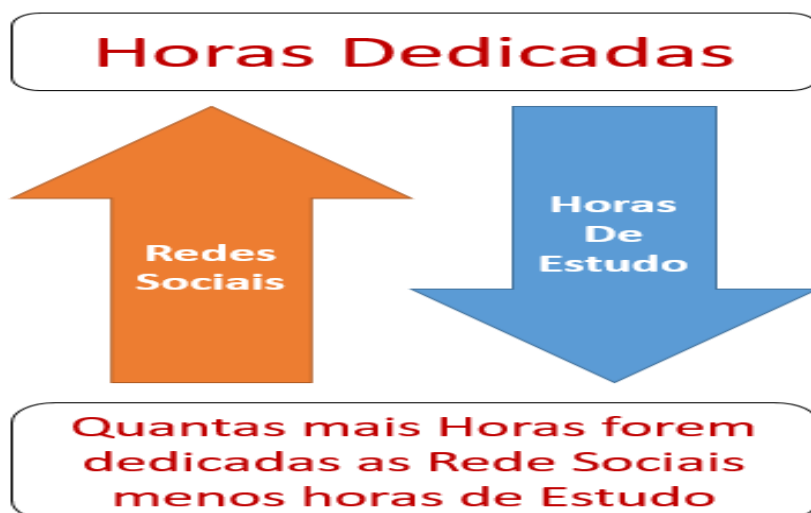 Horas Dedicadas
Redes
Sociais
Horas
De
Estudo
Quantas mais Horas forem
dedicadas as Rede Sociais
menos horas de Estudo